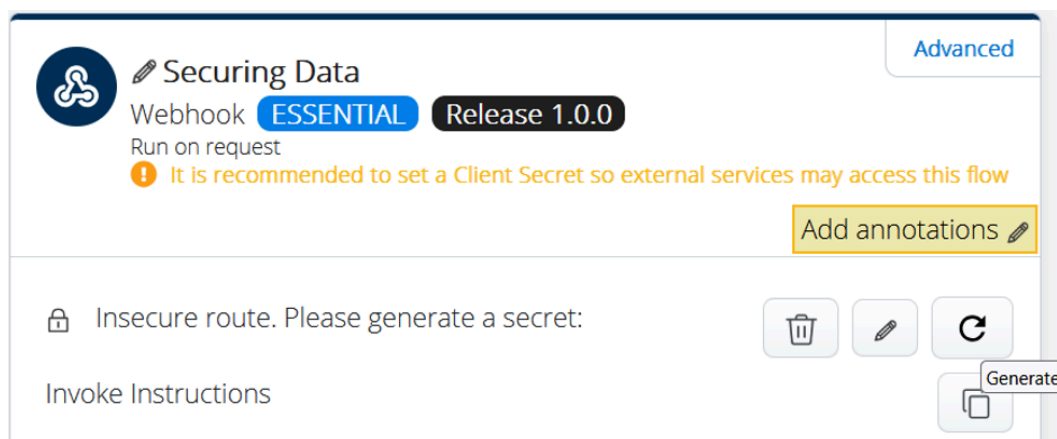 Advanced
Securing Data
Webhook ESSENTIAL Release 1.0.0
Run on request
It is recommended to set a Client Secret so external services may access this flow
Add annotations
Insecure route. Please generate a secret:
Generate
Invoke Instructions